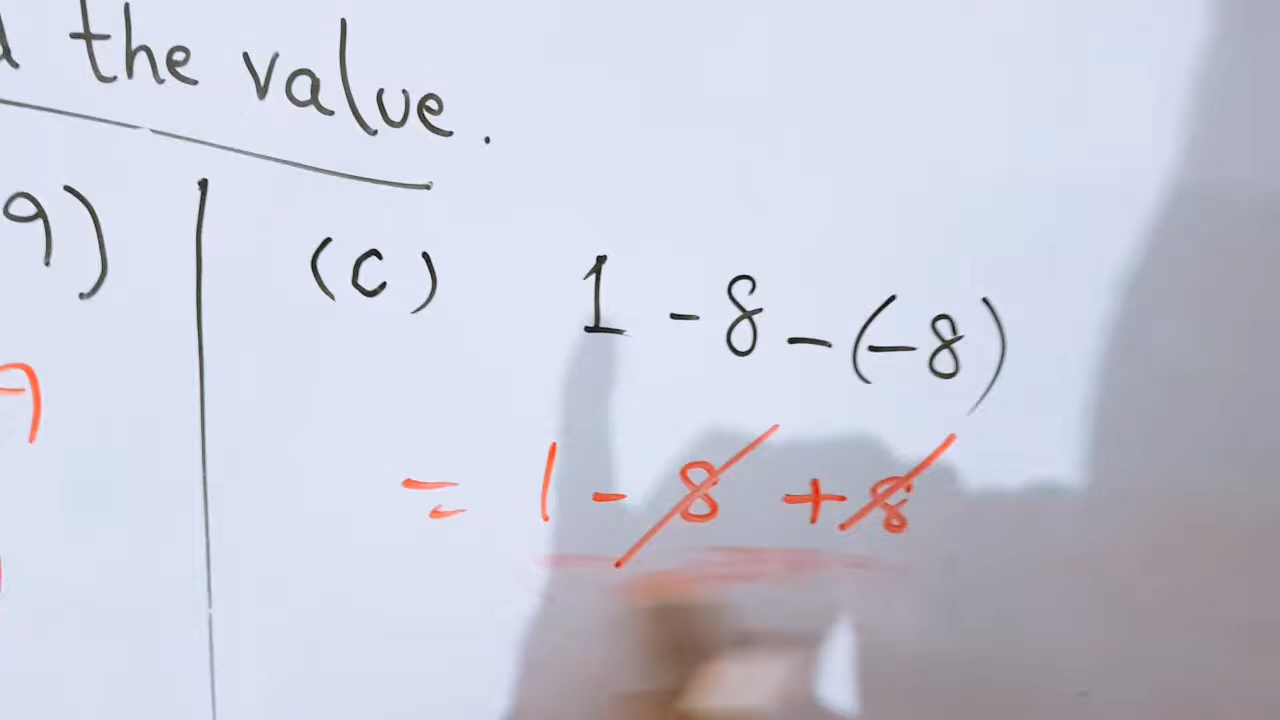 the value.
9)
(C) 1 - 8 - (-8)
= 1 - 8 + 8